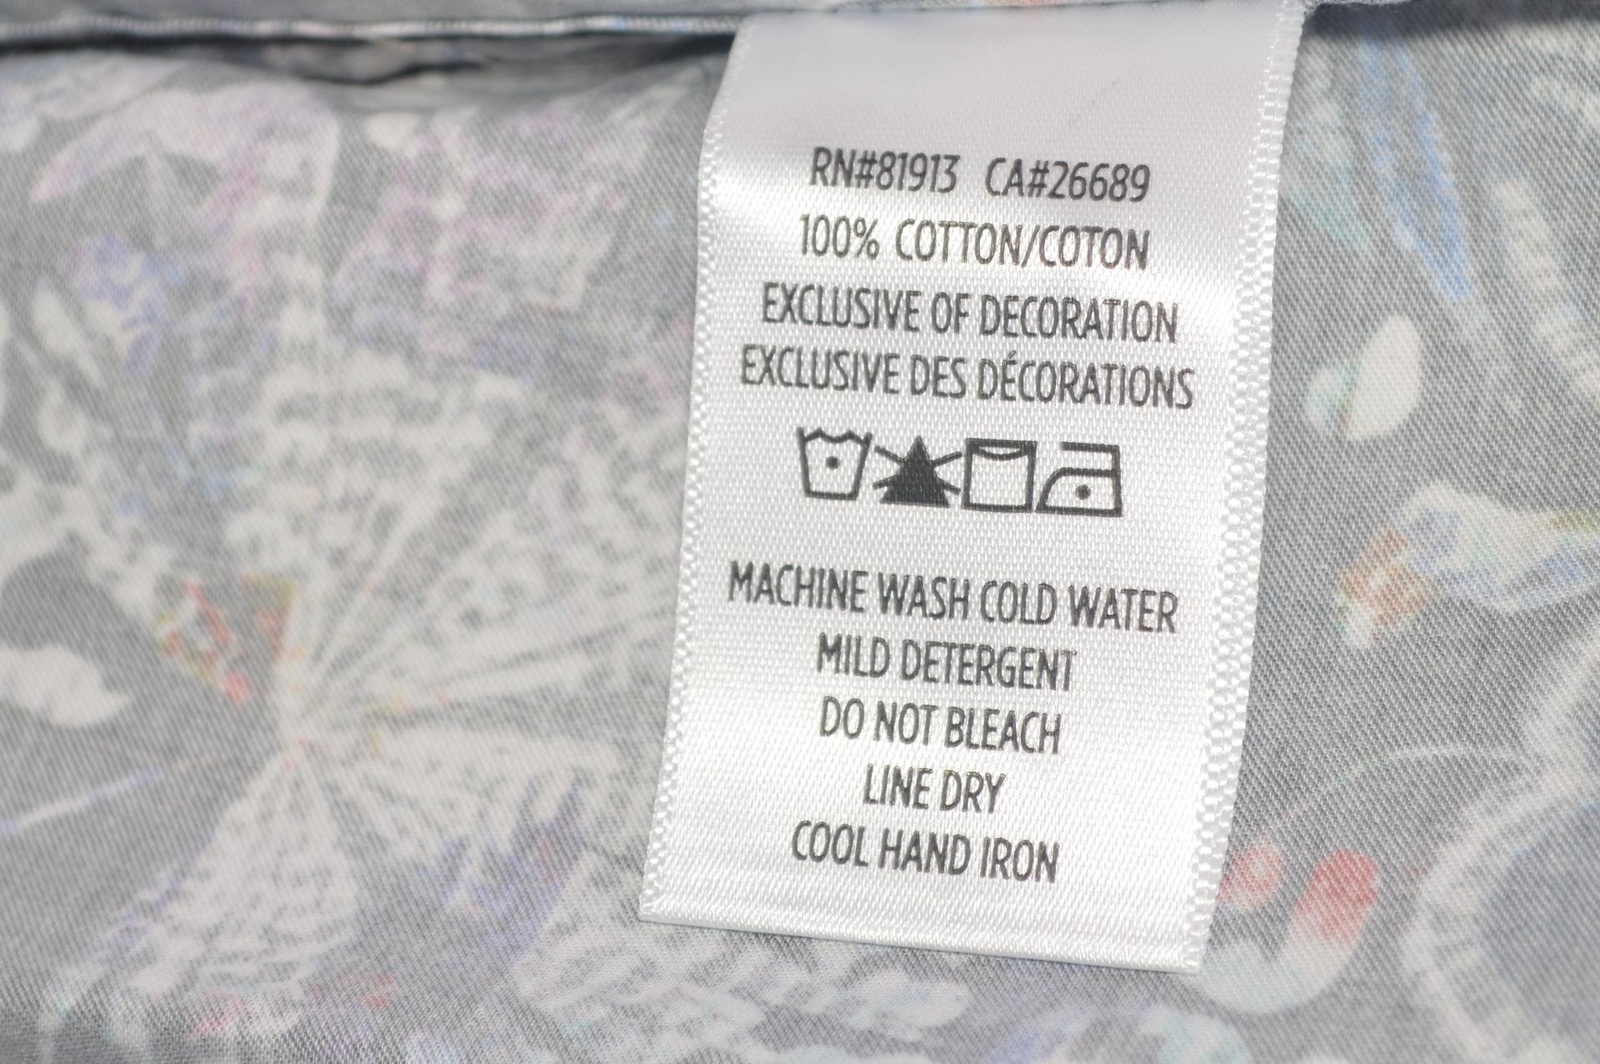 RN#81913 CA#26689
100% COTTON/COTON
EXCLUSIVE OF DECORATION
EXCLUSIVE DES DÉCORATIONS
MACHINE WASH COLD WATER
MILD DETERGENT
DO NOT BLEACH
LINE DRY
COOL HAND IRON